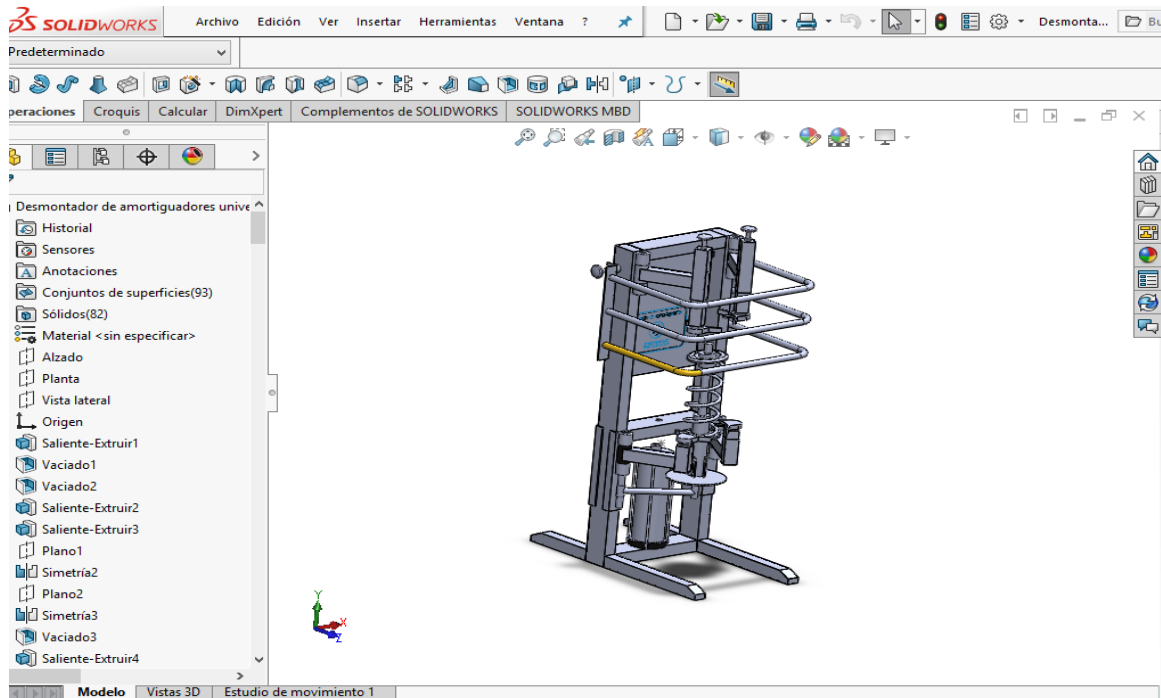 SOLIDWORKS Archivo Edición Ver Insertar Herramientas Ventana ? Desmonta... Bu
Predeterminado
peraciones Croquis Calcular DimXpert Complementos de SOLIDWORKS SOLIDWORKS MBD
Desmontador de amortiguadores unive
Historial
Sensores
Anotaciones
Conjuntos de superficies(93)
Sólidos(82)
Material <sin especificar>
Alzado
Planta
Vista lateral
Origen
Saliente-Extruir1
Vaciado1
Vaciado2
Saliente-Extruir2
Saliente-Extruir3
Plano1
Simetría2
Plano2
Simetría3
Vaciado3
Saliente-Extruir4
Y
X
Z
Modelo Vistas 3D Estudio de movimiento 1